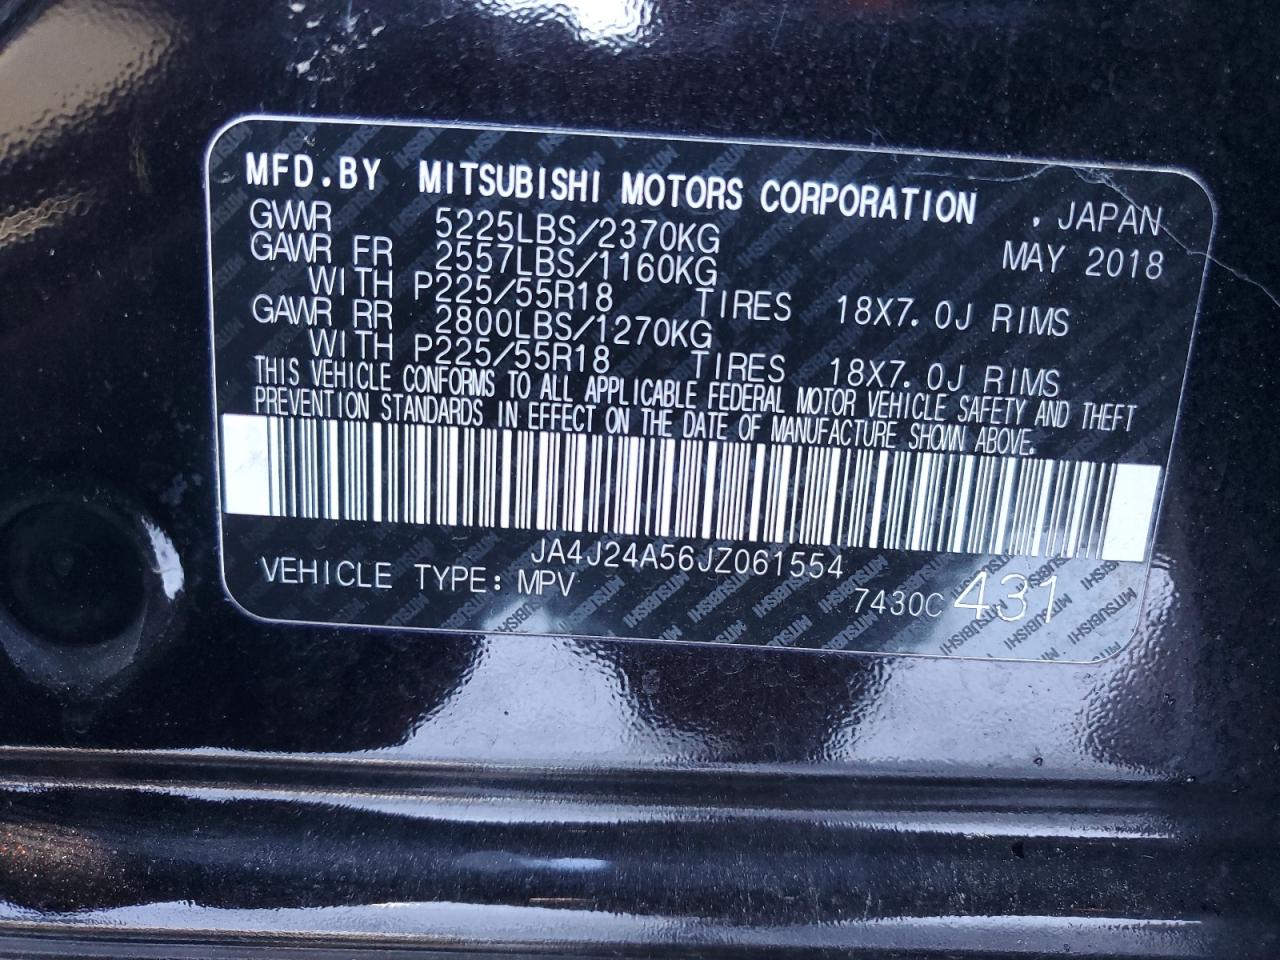 MFD.BY MITSUBISHI MOTORS CORPORATION , JAPAN
GVWR 5225LBS/2370KG MAY 2018
GAWR FR 2557LBS/1160KG
WITH P225/55R18 TIRES 18X7.0J RIMS
GAWR RR 2800LBS/1270KG
WITH P225/55R18 TIRES 18X7.0J RIMS
THIS VEHICLE CONFORMS TO ALL APPLICABLE FEDERAL MOTOR VEHICLE SAFETY AND THEFT
PREVENTION STANDARDS IN EFFECT ON THE DATE OF MANUFACTURE SHOWN ABOVE.
JA4J24A56JZ061554
VEHICLE TYPE: MPV 7430C 431